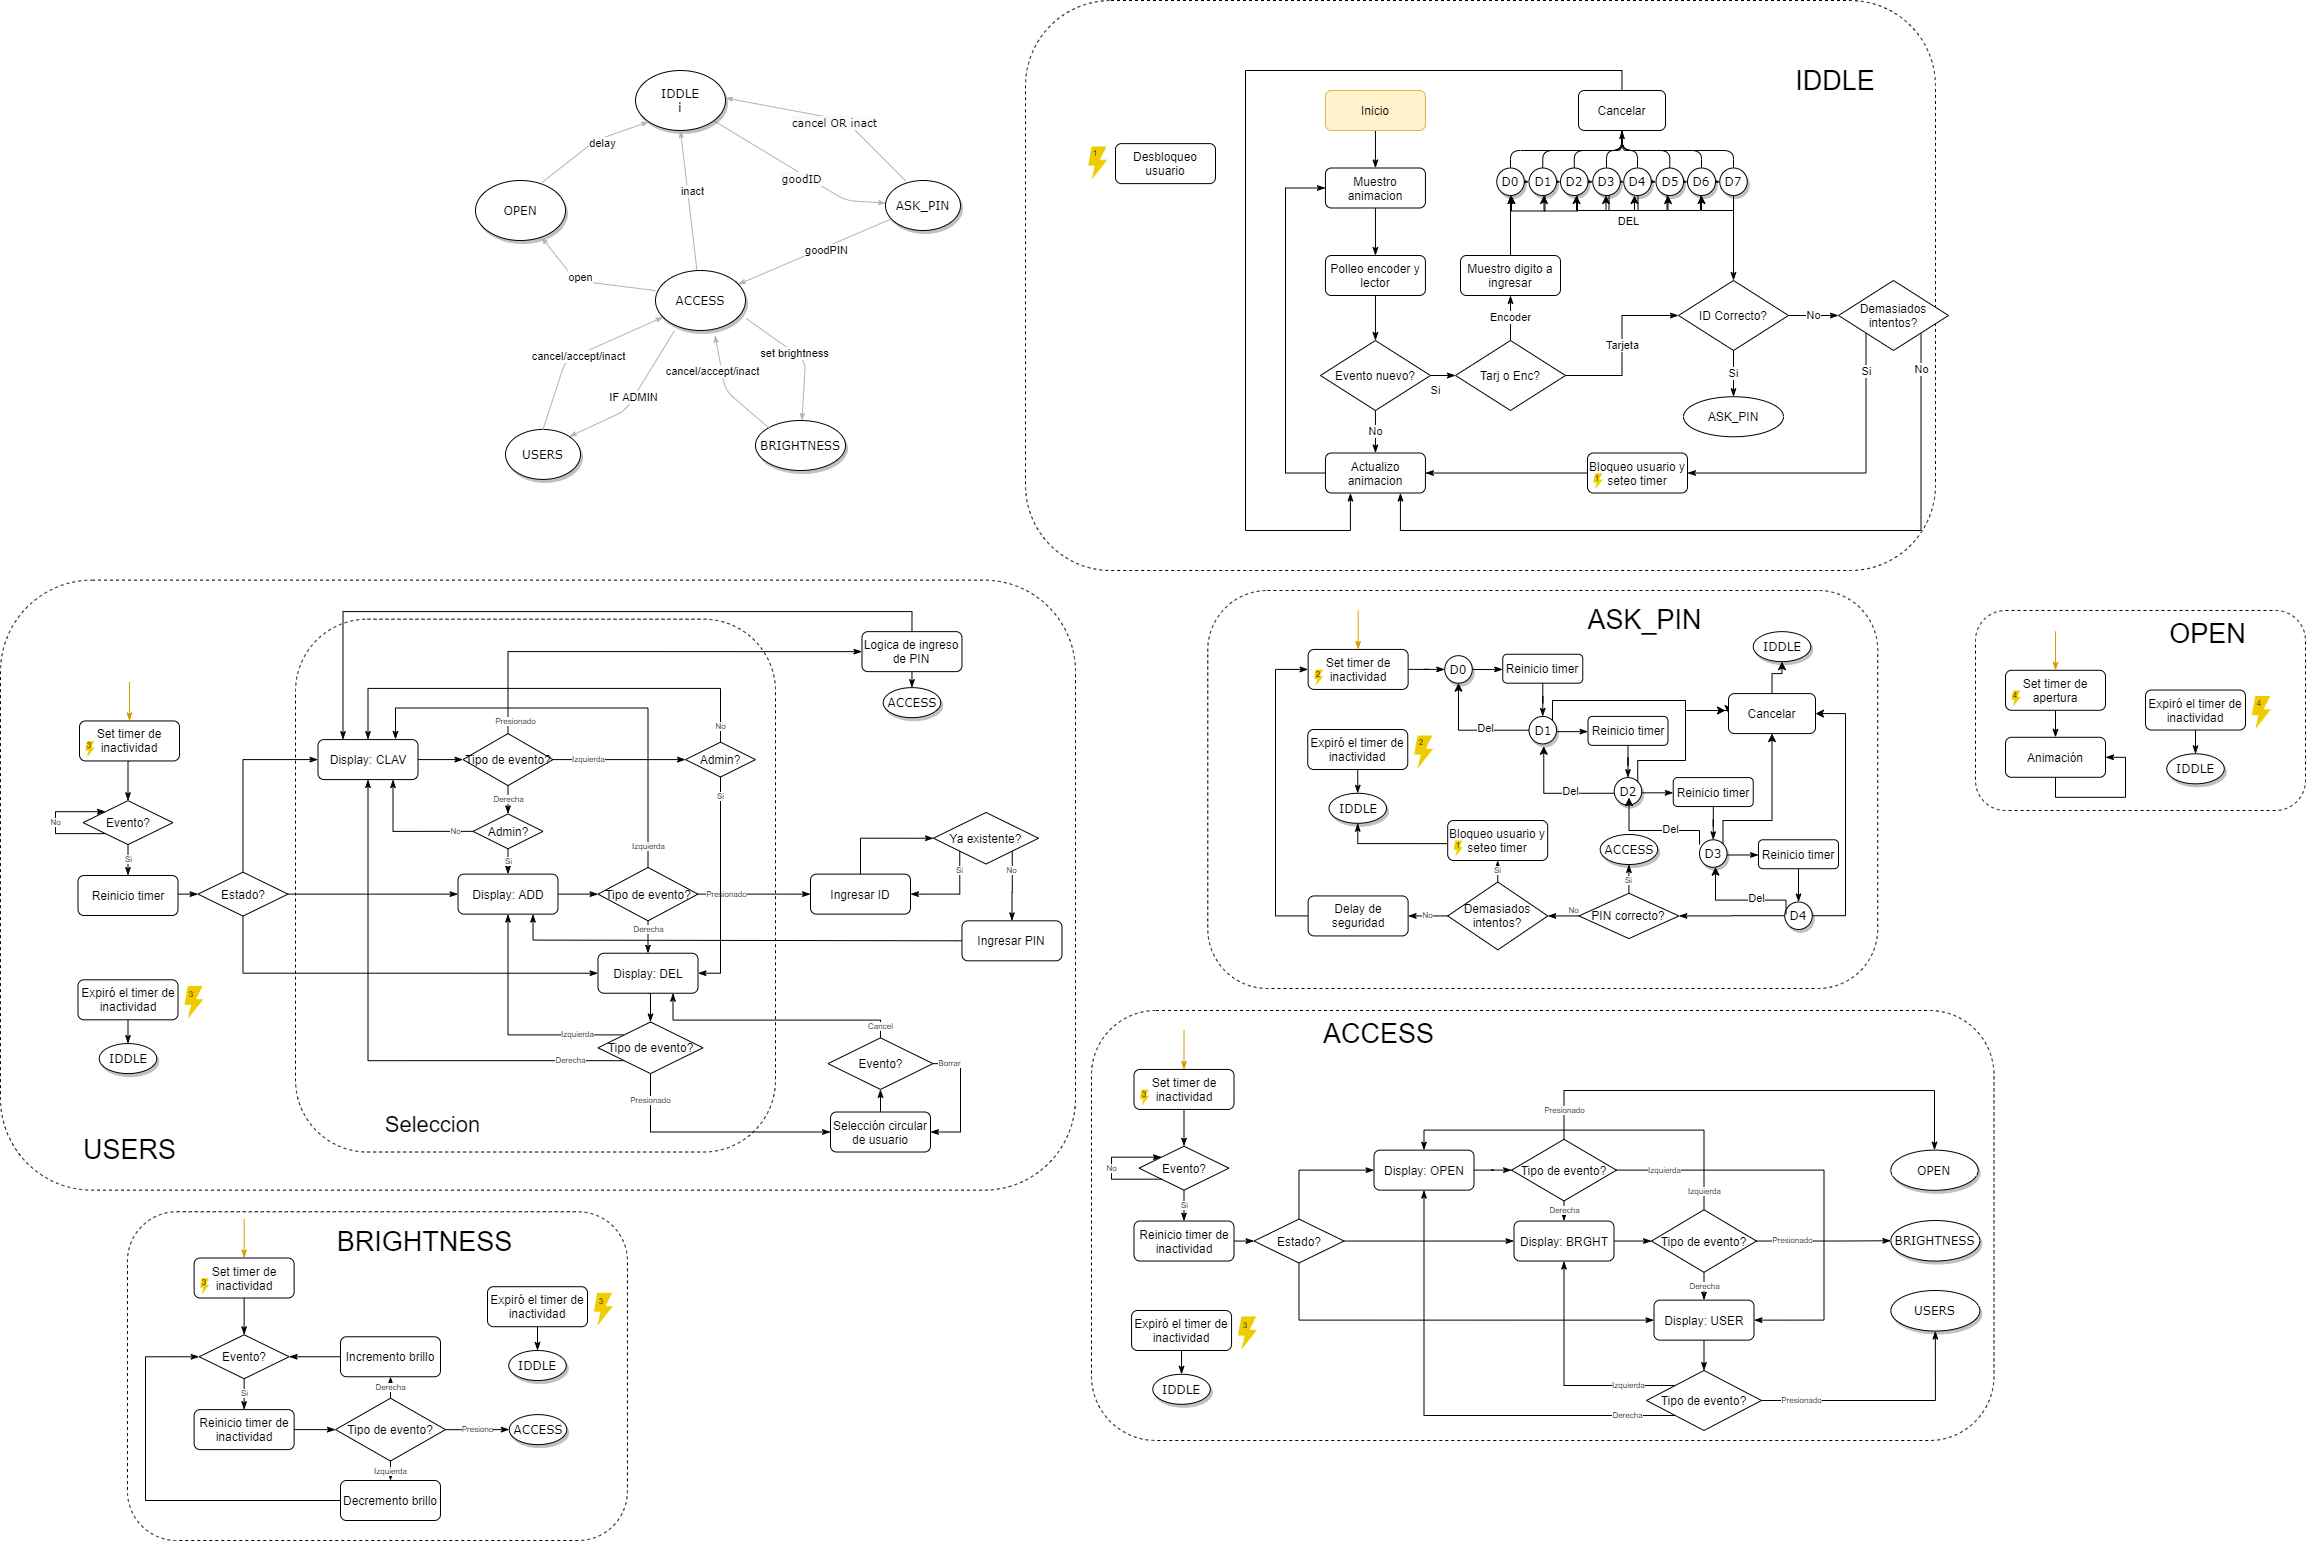 IDDLE
i
cancel OR inact
delay
goodID
inact
OPEN
ASK_PIN
goodPIN
open
ACCESS
cancel/accept/inact
set brightness
cancel/accept/inact
IF ADMIN
USERS
BRIGHTNESS
IDDLE
Inicio
Cancelar
1
Desbloqueo
usuario
Muestro
animacion
D0
D1
D2
D3
D4
D5
D6
D7
DEL
Polleo encoder y
lector
Muestro digito a
ingresar
Encoder
ID Correcto?
No
Demasiados
intentos?
Tarjeta
Evento nuevo?
Si
Tarj o Enc?
Si
Si
No
ASK_PIN
No
Actualizo
animacion
Bloqueo usuario y
1
seteo timer
Logica de ingreso
de PIN
ACCESS
Presionado
No
Set timer de
3
inactividad
Display: CLAV
Tipo de evento?
Izquierda
Admin?
Derecha
Si
No
Evento?
No
Admin?
Si
Si
Izquierda
Ya existente?
Si
No
Reinicio timer
Estado?
Display: ADD
Tipo de evento?
Presionado
Ingresar ID
Derecha
Ingresar PIN
Display: DEL
Expiró el timer de
inactividad
3
IDDLE
Izquierda
Tipo de evento?
Derecha
Cancel
Evento?
Borrar
Presionado
Selección circular
de usuario
Seleccion
USERS
ASK_PIN
IDDLE
Set timer de
2
inactividad
D0
Reinicio timer
Cancelar
Del
D1
Reinicio timer
Expiró el timer de
inactividad
2
IDDLE
Del
D2
Reinicio timer
Bloqueo usuario y
1
seteo timer
Del
ACCESS
D3
Reinicio timer
Si
Si
Del
Delay de
seguridad
No
Demasiados
intentos?
No
PIN correcto?
D4
OPEN
Set timer de
4
apertura
Expiró el timer de
inactividad
4
Animación
IDDLE
ACCESS
Set timer de
3
inactividad
Presionado
Evento?
No
Si
Display: OPEN
Tipo de evento?
Izquierda
OPEN
Izquierda
Derecha
Reinicio timer de
inactividad
Estado?
Display: BRGHT
Tipo de evento?
Presionado
BRIGHTNESS
Derecha
Expiró el timer de
inactividad
3
Display: USER
USERS
IDDLE
Izquierda
Tipo de evento?
Presionado
Derecha
BRIGHTNESS
Set timer de
3
inactividad
Expiró el timer de
inactividad
3
IDDLE
Evento?
Incremento brillo
Si
Derecha
Reinicio timer de
inactividad
Tipo de evento?
Presiono
ACCESS
Izquierda
Decremento brillo